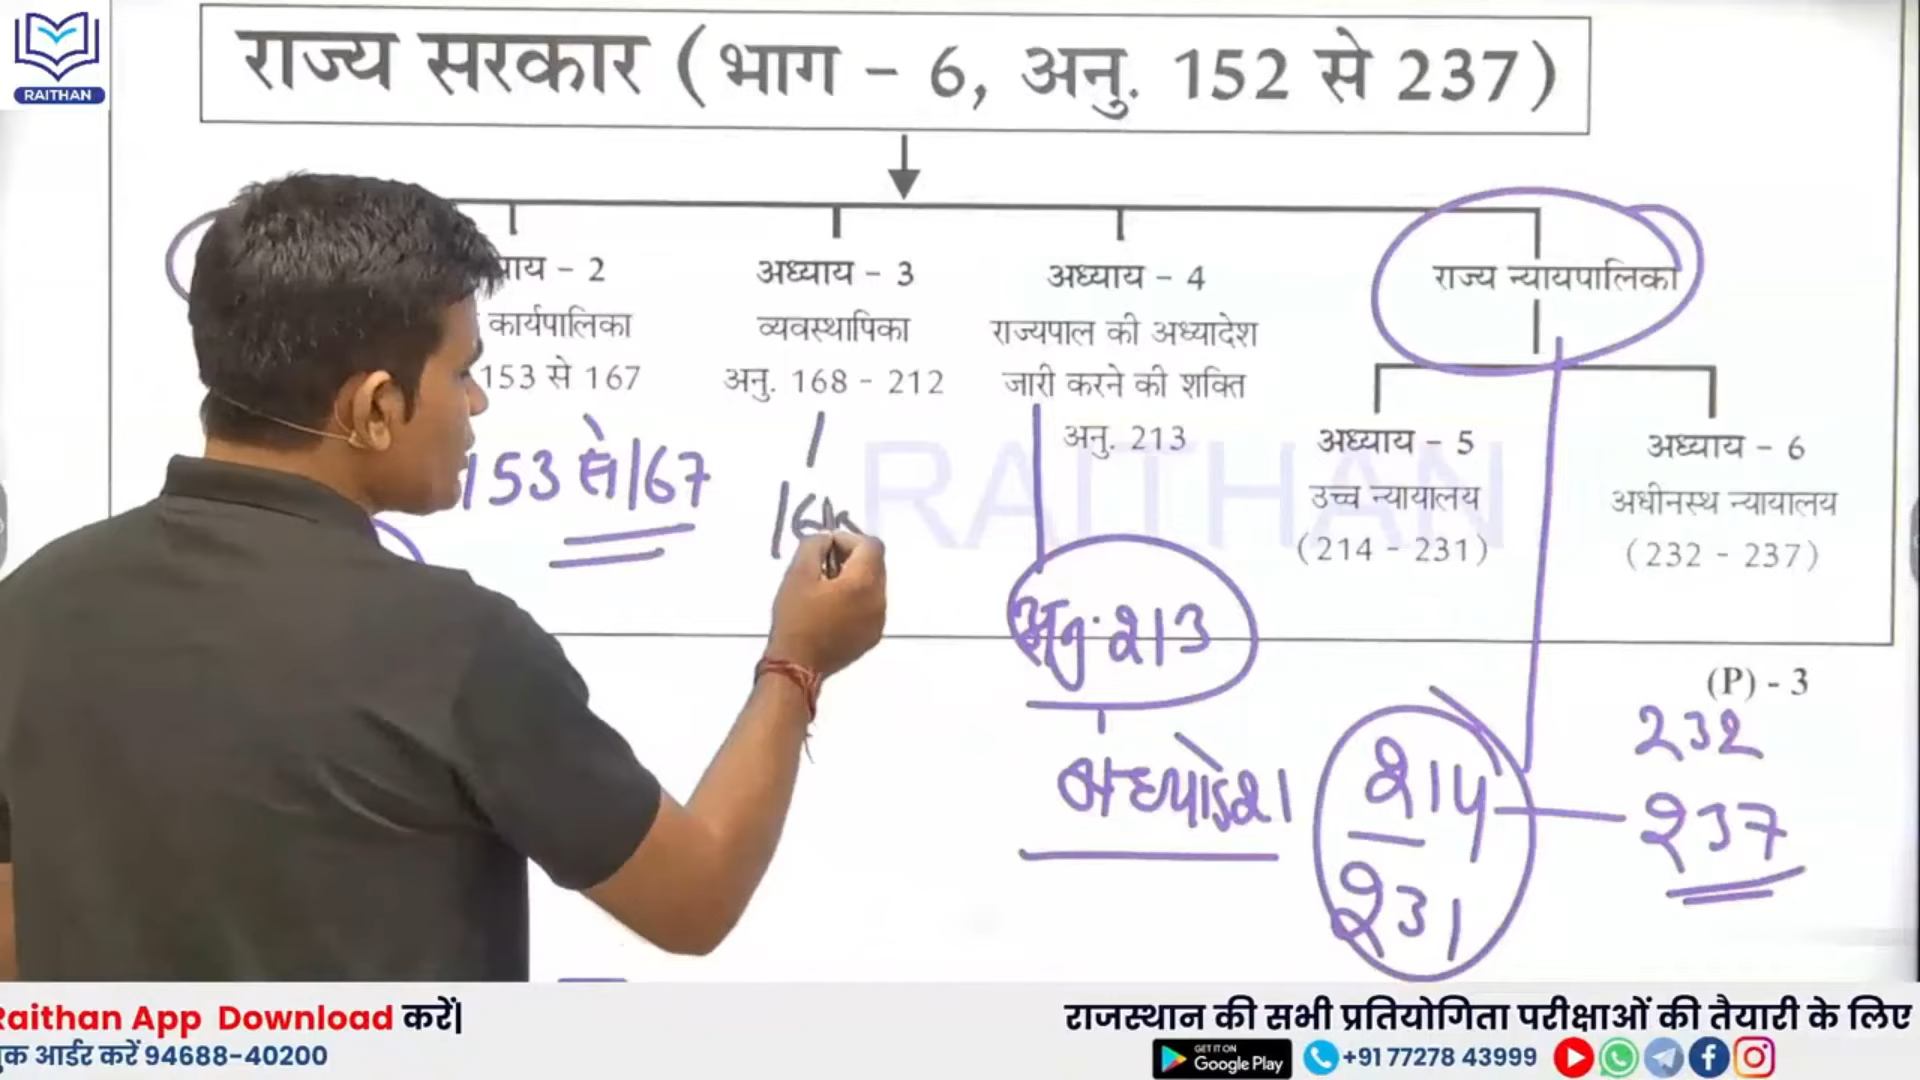 RAITHAN
राज्य सरकार (भाग - 6, अनु. 152 से 237)
राज्य न्यायपालिका
- 2
अध्याय - 3
अध्याय - 4
कार्यपालिका
व्यवस्थापिका
राज्यपाल की अध्यादेश
153 से 167
अनु. 168 - 212
जारी करने की शक्ति
अनु. 213
अध्याय - 5
अध्याय - 6
उच्च न्यायालय
अधीनस्थ न्यायालय
(214 - 231)
(232 - 237)
RAITHAN
153 से 167
अनु. 213
अध्यादेश
214
231
(P) - 3
232
237
Raithan App Download करें|
आर्डर करें 94688-40200
राजस्थान की सभी प्रतियोगिता परीक्षाओं की तैयारी के लिए
GET IT ON
Google Play
+91 77278 43999